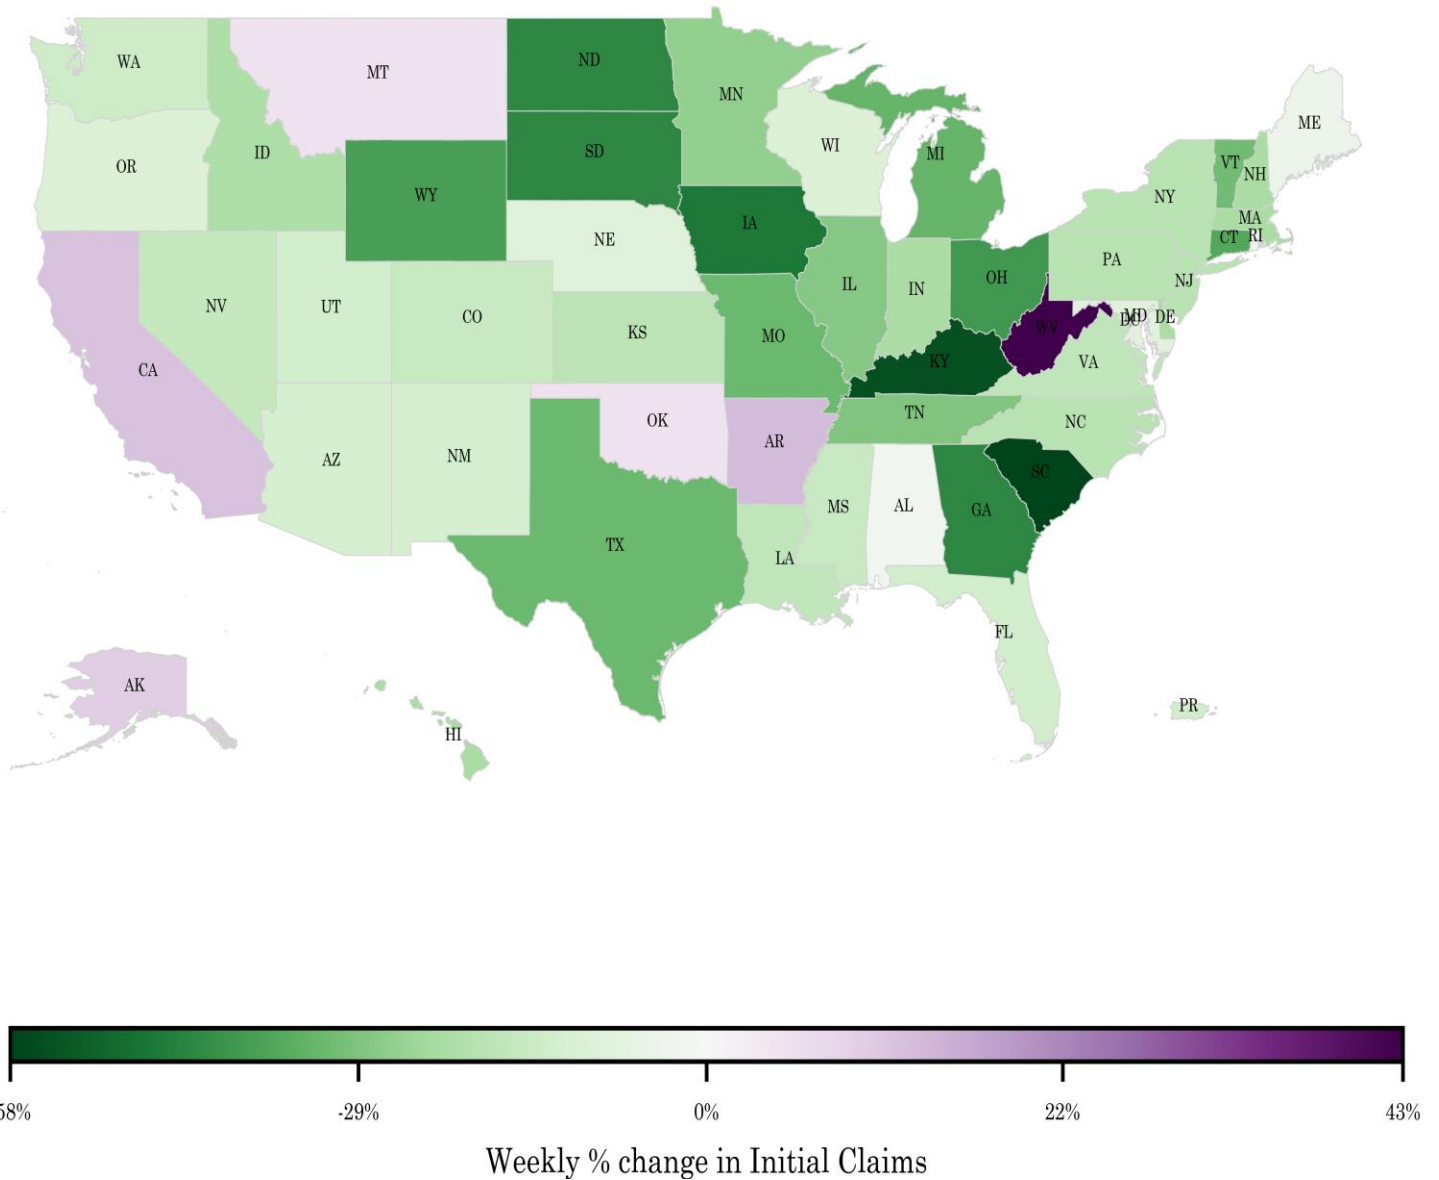 WA
MT
ND
MN
OR
ID
WY
SD
WI
MI
ME
VT
NH
NY
MA
CT
RI
IA
NE
PA
NJ
NV
UT
CO
IL
IN
OH
KS
MO
WV
DC
MD
DE
CA
KY
VA
AZ
NM
OK
AR
TN
NC
SC
MS
AL
GA
TX
LA
FL
AK
HI
PR
58%
-29%
0%
22%
43%
Weekly % change in Initial Claims